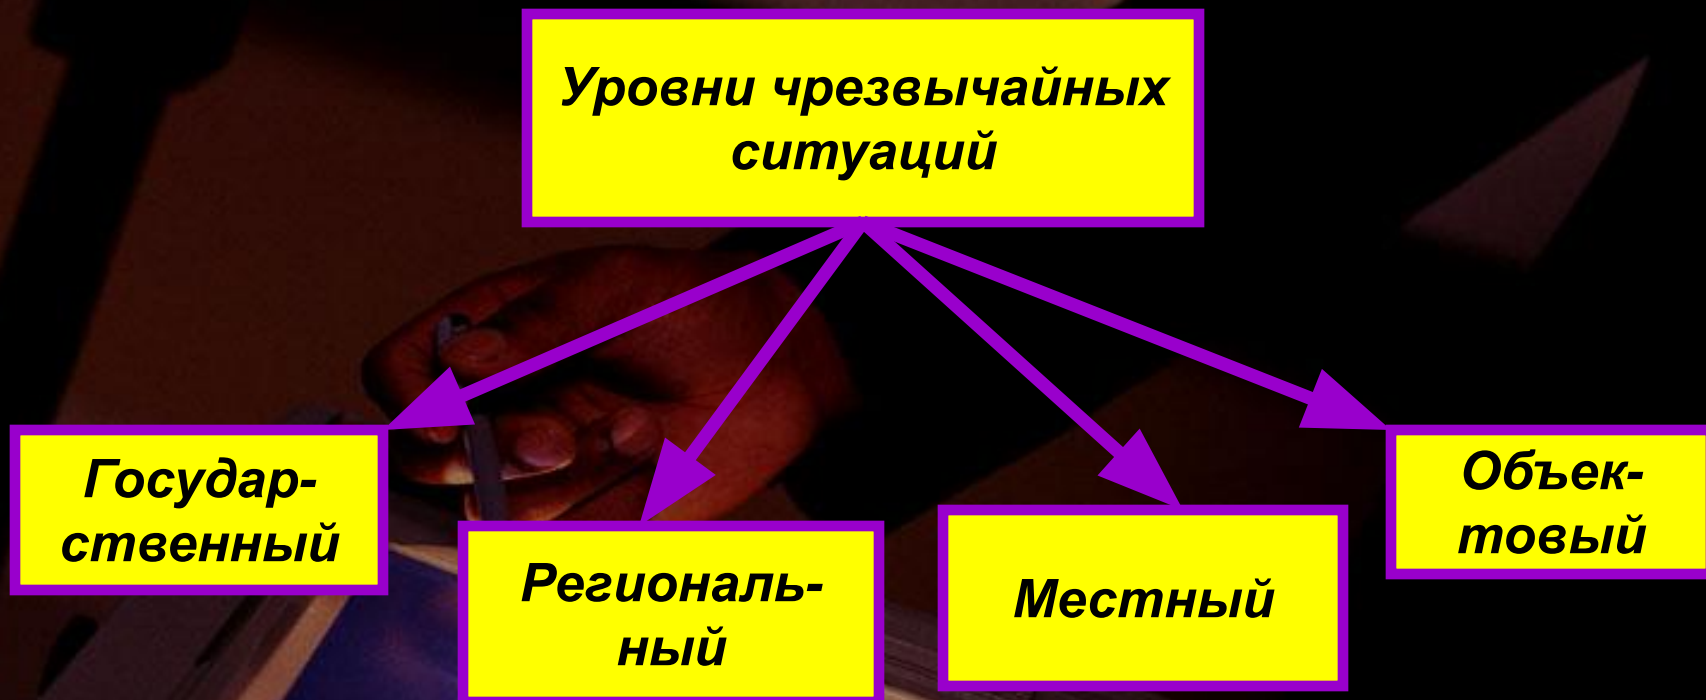 Уровни чрезвычайных
ситуаций
Государ-
ственный
Региональ-
ный
Местный
Объек-
товый